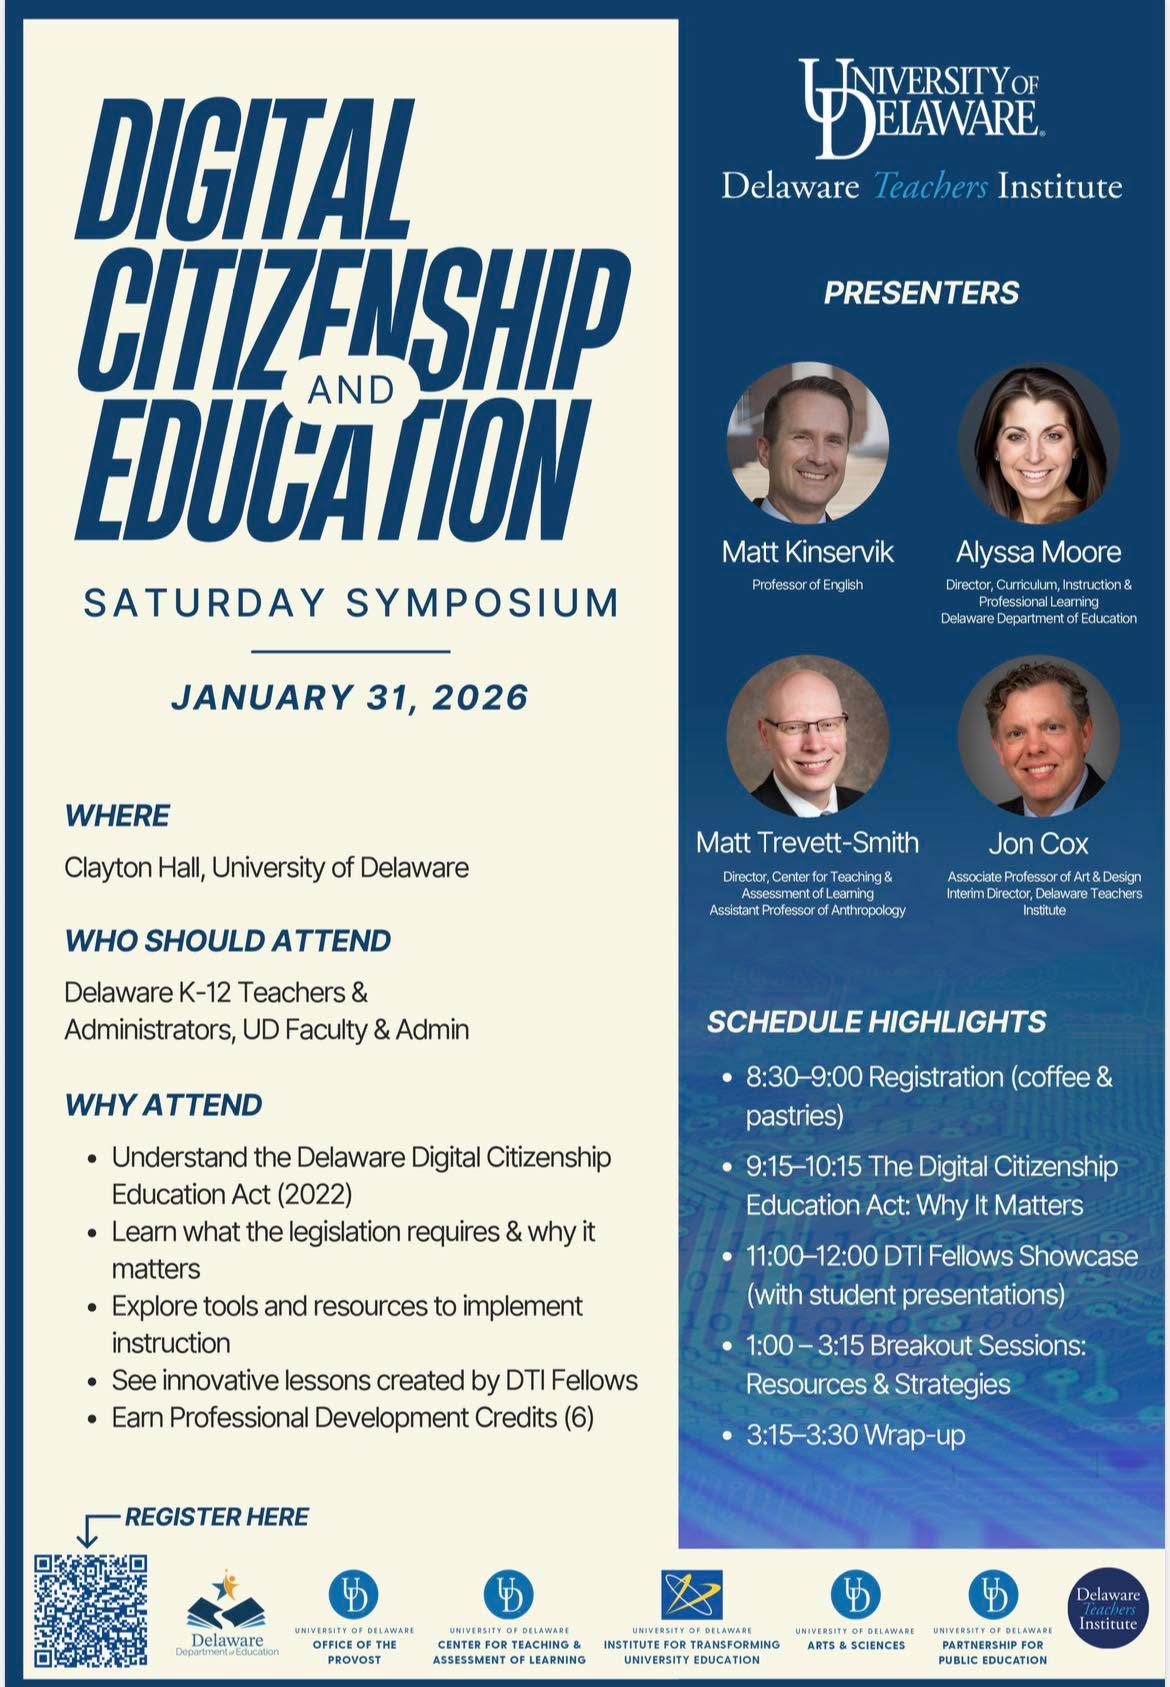 DIGITAL
CITIZENSHIP
AND
EDUCATION
SATURDAY SYMPOSIUM
JANUARY 31, 2026
WHERE
Clayton Hall, University of Delaware
WHO SHOULD ATTEND
Delaware K-12 Teachers &
Administrators, UD Faculty & Admin
WHY ATTEND
• Understand the Delaware Digital Citizenship
Education Act (2022)
• Learn what the legislation requires & why it
matters
• Explore tools and resources to implement
instruction
• See innovative lessons created by DTI Fellows
• Earn Professional Development Credits (6)
REGISTER HERE
UNIVERSITY OF
DELAWARE®
Delaware Teachers Institute
PRESENTERS
Matt Kinservik
Professor of English
Alyssa Moore
Director, Curriculum, Instruction &
Professional Learning
Delaware Department of Education
Matt Trevett-Smith
Director, Center for Teaching &
Assessment of Learning
Assistant Professor of Anthropology
Jon Cox
Associate Professor of Art & Design
Interim Director, Delaware Teachers
Institute
SCHEDULE HIGHLIGHTS
• 8:30–9:00 Registration (coffee &
pastries)
• 9:15–10:15 The Digital Citizenship
Education Act: Why It Matters
• 11:00–12:00 DTI Fellows Showcase
(with student presentations)
• 1:00 – 3:15 Breakout Sessions:
Resources & Strategies
• 3:15–3:30 Wrap-up
Delaware
Department of Education
UD
UNIVERSITY OF DELAWARE
OFFICE OF THE
PROVOST
UD
UNIVERSITY OF DELAWARE
CENTER FOR TEACHING &
ASSESSMENT OF LEARNING
UNIVERSITY OF DELAWARE
INSTITUTE FOR TRANSFORMING
UNIVERSITY EDUCATION
UD
UNIVERSITY OF DELAWARE
ARTS & SCIENCES
UD
UNIVERSITY OF DELAWARE
PARTNERSHIP FOR
PUBLIC EDUCATION
Delaware
Teachers
Institute